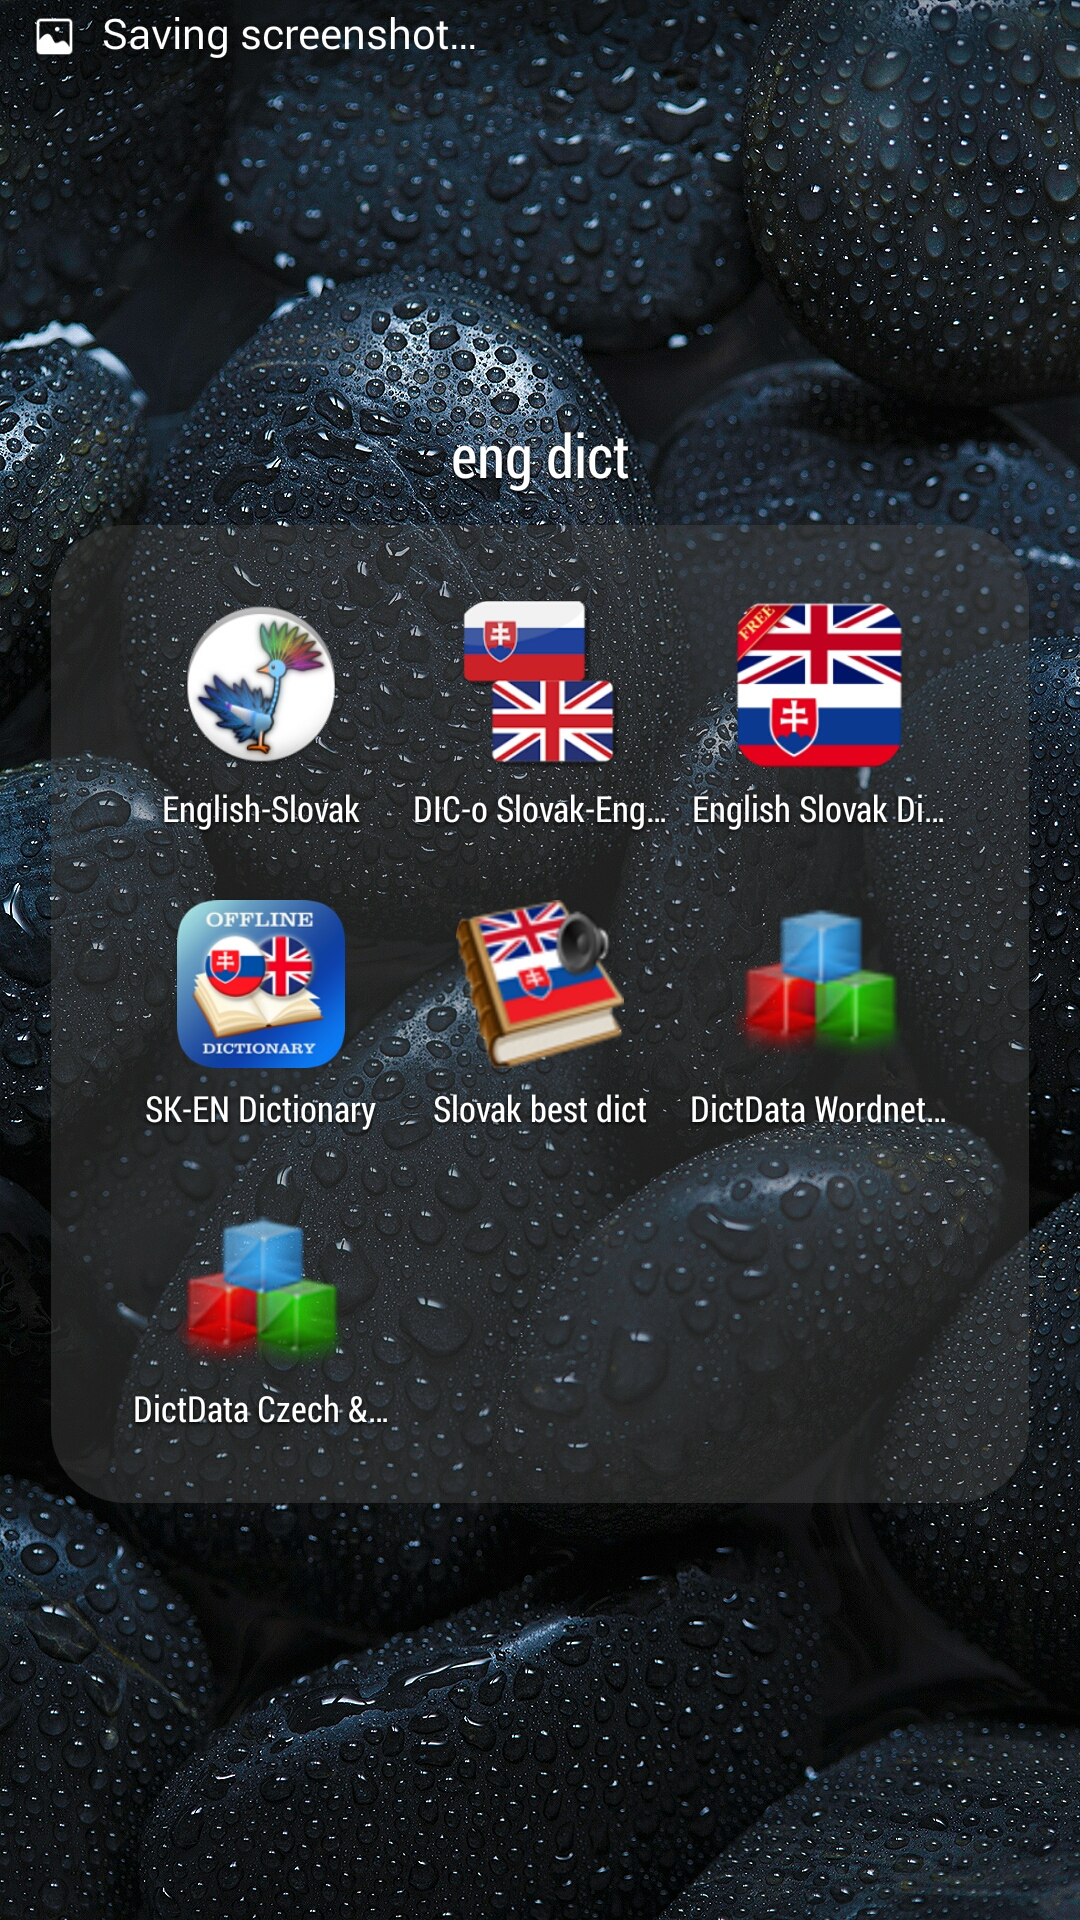 Saving screenshot...
eng dict
FREE
English-Slovak
DIC-o Slovak-Eng...
English Slovak Di...
OFFLINE
DICTIONARY
SK-EN Dictionary
Slovak best dict
DictData Wordnet...
DictData Czech &...